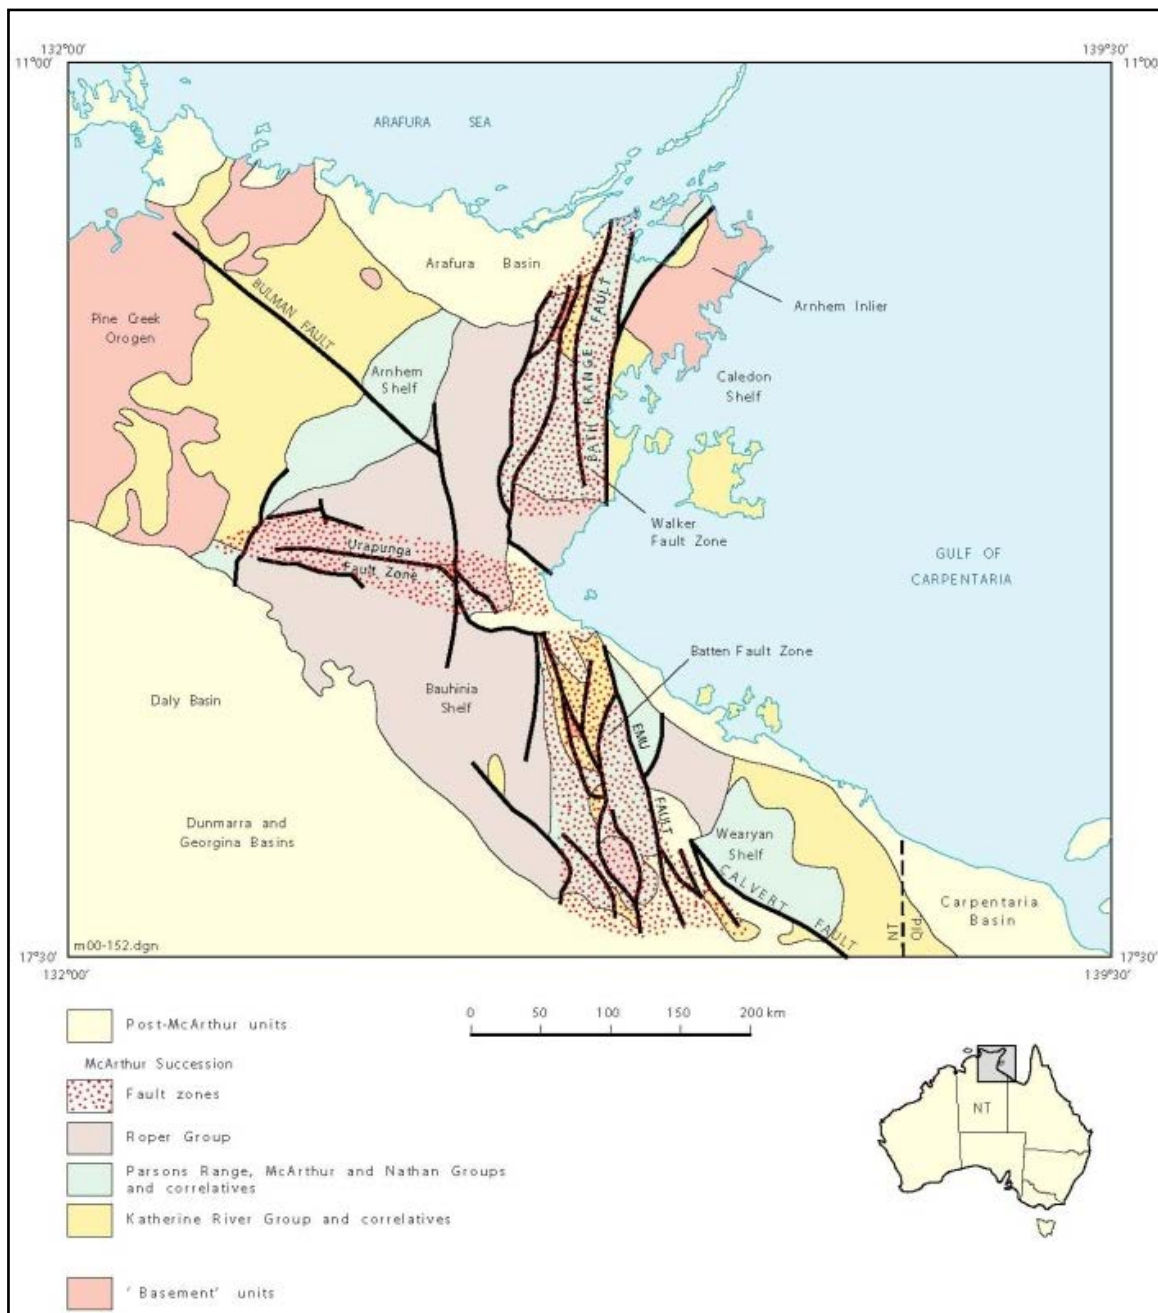 132°00'
139°30'
11°00'
11°00'
ARAFURA SEA
Arafura Basin
BULMAN FAULT
Pine Creek
Orogen
Arnhem
Shelf
BATH RANGE FAULT
Arnhem Inlier
Caledon
Shelf
Walker
Fault Zone
Urapunga
Fault Zone
GULF OF
CARPENTARIA
Batten Fault Zone
Daly Basin
Bauhinia
Shelf
EMU
FAULT
Dunmarra and
Georgina Basins
Wearyan
Shelf
CALVERT FAULT
NT
QLD
Carpentaria
Basin
m00-152.dgn
17°30'
17°30'
132°00'
139°30'
Post-McArthur units
McArthur Succession
Fault zones
Roper Group
Parsons Range, McArthur and Nathan Groups
and correlatives
Katherine River Group and correlatives
' Basement' units
0 50 100 150 200 km
NT